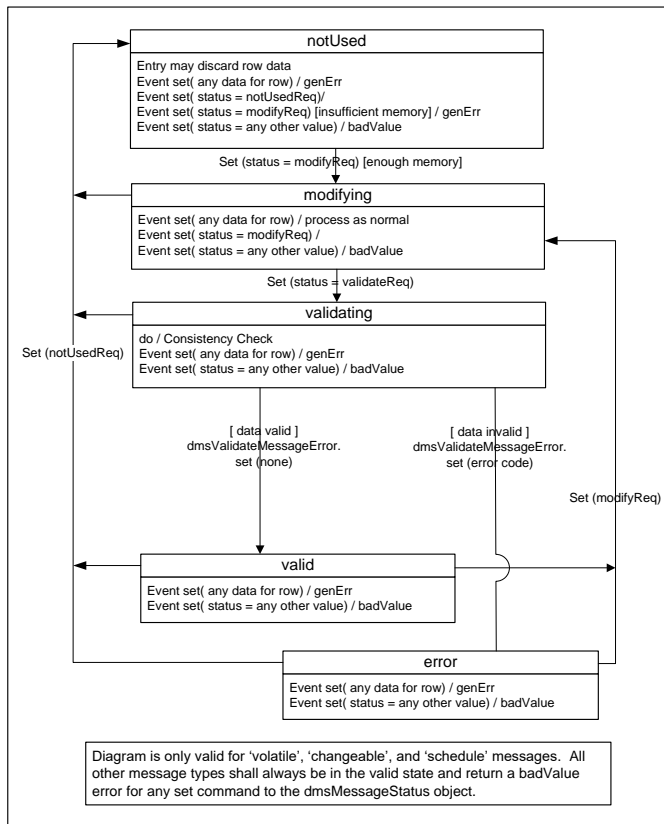 notUsed
Entry may discard row data
Event set( any data for row) / genErr
Event set( status = notUsedReq)/
Event set( status = modifyReq) [insufficient memory] / genErr
Event set( status = any other value) / badValue
Set (status = modifyReq) [enough memory]
modifying
Event set( any data for row) / process as normal
Event set( status = modifyReq) /
Event set( status = any other value) / badValue
Set (status = validateReq)
validating
do / Consistency Check
Event set( any data for row) / genErr
Event set( status = any other value) / badValue
Set (notUsedReq)
[ data valid ]
dmsValidateMessageError.
set (none)
[ data invalid ]
dmsValidateMessageError.
set (error code)
Set (modifyReq)
valid
Event set( any data for row) / genErr
Event set( status = any other value) / badValue
error
Event set( any data for row) / genErr
Event set( status = any other value) / badValue
Diagram is only valid for ‘volatile’, ‘changeable’, and ‘schedule’ messages.  All
other message types shall always be in the valid state and return a badValue
error for any set command to the dmsMessageStatus object.